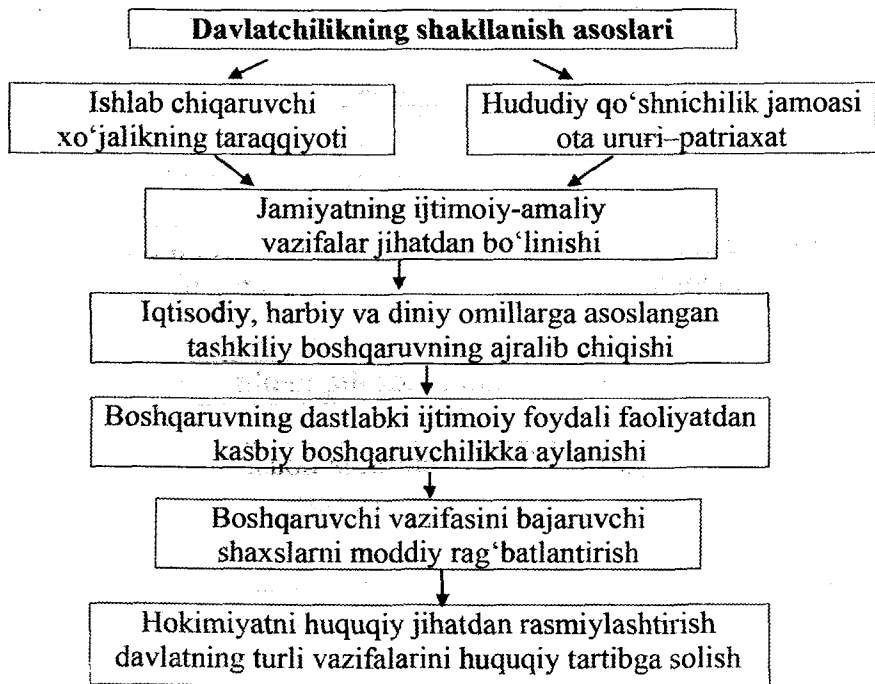 Davlatchilikning shakllanish asoslari
Ishlab chiqaruvchi
xo‘jalikning taraqqiyoti
Hududiy qo‘shnichilik jamoasi
ota ururi–patriaxat
Jamiyatning ijtimoiy-amaliy
vazifalar jihatdan bo‘linishi
Iqtisodiy, harbiy va diniy omillarga asoslangan
tashkiliy boshqaruvning ajralib chiqishi
Boshqaruvning dastlabki ijtimoiy foydali faoliyatdan
kasbiy boshqaruvchilikka aylanishi
Boshqaruvchi vazifasini bajaruvchi
shaxslarni moddiy rag‘batlantirish
Hokimiyatni huquqiy jihatdan rasmiylashtirish
davlatning turli vazifalarini huquqiy tartibga solish